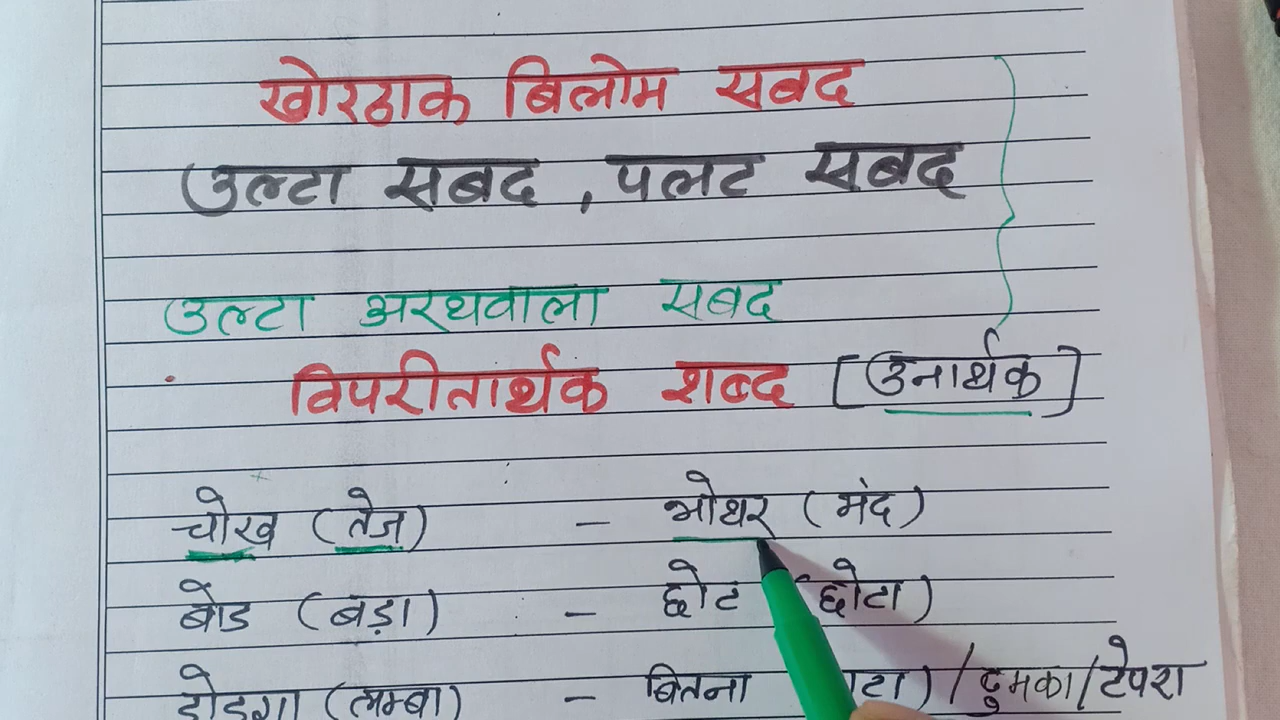 खोरठाक बिलोम सबद
उल्टा सबद , पलट सबद
उल्टा अरथवाला सबद
विपरीतार्थक शब्द [उनार्थक]
चोख (तेज) - भोथर (मंद)
बोड (बड़ा) - छोट (छोटा)
(लम्बा) - बितना /ढुमका/टेपरा